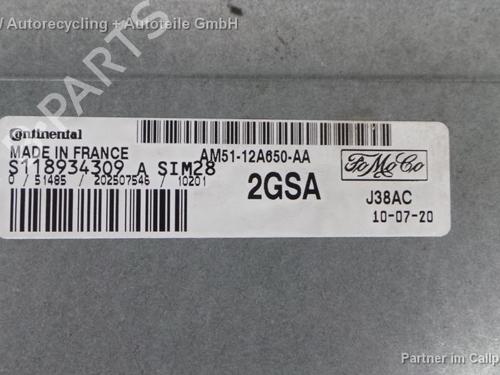 / Autorecycling + Autoteile GmbH
B-PARTS
Continental
MADE IN FRANCE
S118934309 A SIM28
0 / 51485 / 202507546 / 10201
AM51-12A650-AA
2GSA
FoMoCo
J38AC
10-07-20
Partner im Callp